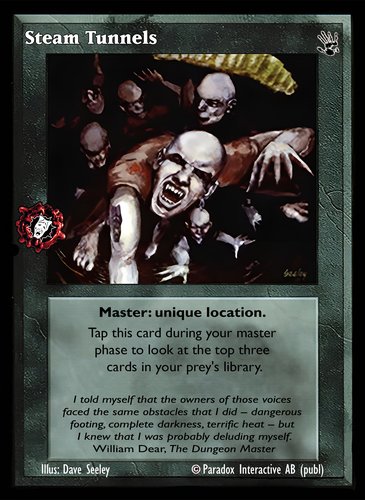 Steam Tunnels
Seeley
Master: unique location.
Tap this card during your master
phase to look at the top three
cards in your prey's library.
I told myself that the owners of those voices
faced the same obstacles that I did – dangerous
footing, complete darkness, terrific heat – but
I knew that I was probably deluding myself.
William Dear, The Dungeon Master
Illus: Dave Seeley
© Paradox Interactive AB (publ)